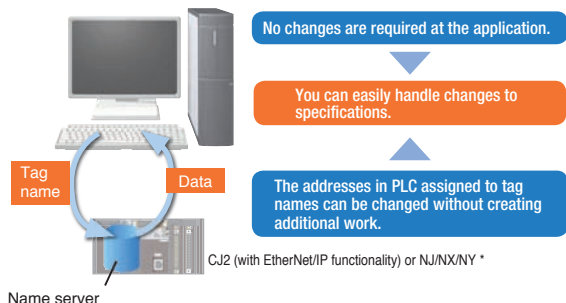 No changes are required at the application.
You can easily handle changes to
specifications.
Tag
name
Data
The addresses in PLC assigned to tag
names can be changed without creating
additional work.
CJ2 (with EtherNet/IP functionality) or NJ/NX/NY *
Name server